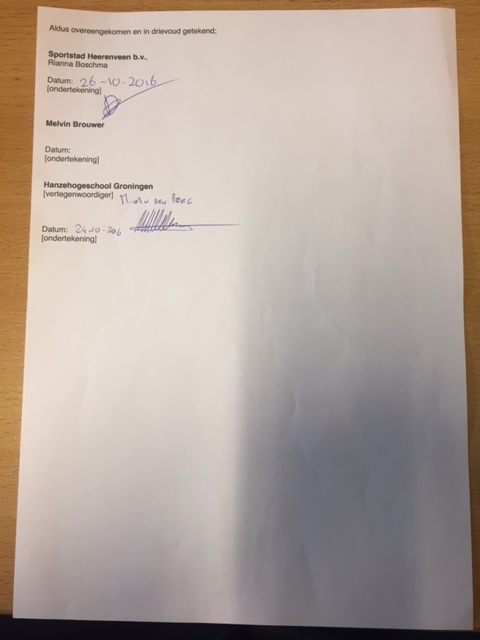 Aldus overeengekomen en in drievoud getekend;
Sportstad Heerenveen b.v.,
Rianna Boschma
Datum: 26-10-2016
[ondertekening]
Melvin Brouwer
Datum:
[ondertekening]
Hanzehogeschool Groningen
[vertegenwoordiger]
Datum: 24-10-206
[ondertekening]